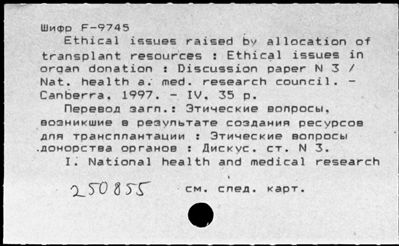 Шифр F-9745
Ethical issues raised by allocation of
transplant resources : Ethical issues in
organ donation : Discussion paper N 3 /
Nat. health a. med. research council. -
Canberra, 1997. - IV, 35 p.
Перевод загл.: Этические вопросы,
возникшие в результате создания ресурсов
для трансплантации : Этические вопросы
донорства органов : Дискус. ст. N 3.
I. National health and medical research
250855 см. след. карт.